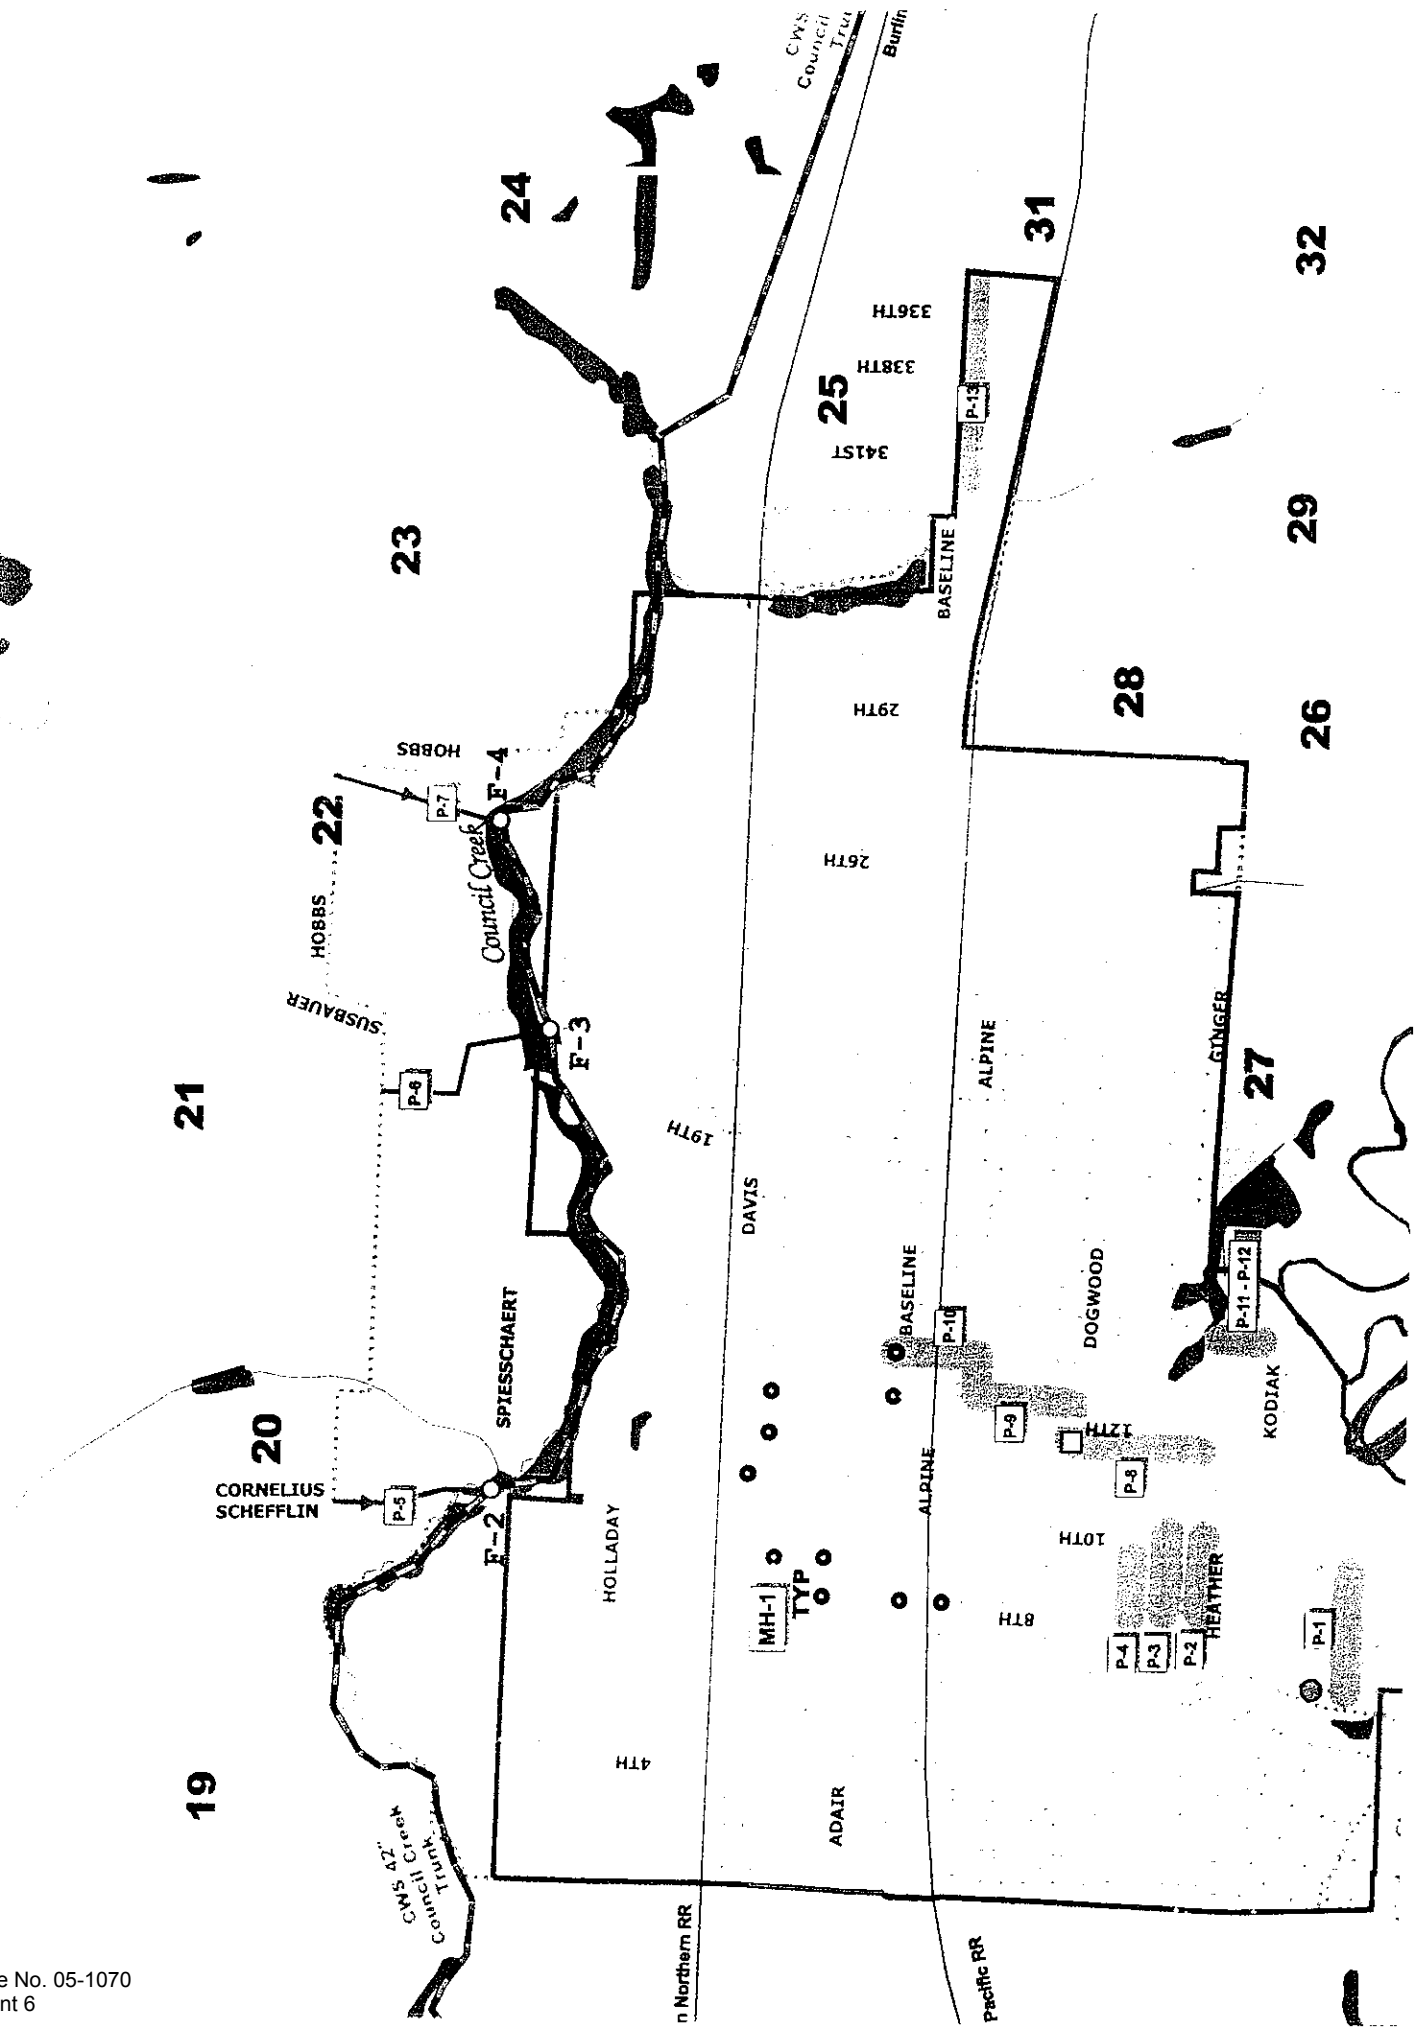 CWS
Council
Burlin
24
31
32
336TH
338TH
25
P-13
341ST
23
29
BASELINE
28
29TH
26
HOBBS
F-4
P-7
22
Council Creek
26TH
HOBBS
SUSBAUER
F-3
P-6
21
ALPINE
GINGER
27
19TH
DAVIS
BASELINE
P-10
DOGWOOD
P-11 - P-12
SPIESSCHAERT
KODIAK
20
P-9
12TH
P-8
ALPINE
CORNELIUS
SCHEFFLIN
P-5
F-2
HOLLADAY
10TH
MH-1
TYP
8TH
HEATHER
P-4
P-3
P-2
P-1
4TH
19
ADAIR
CWS 42"
Council Creek
Trunk
n Northern RR
Pacific RR
e No. 05-1070
nt 6